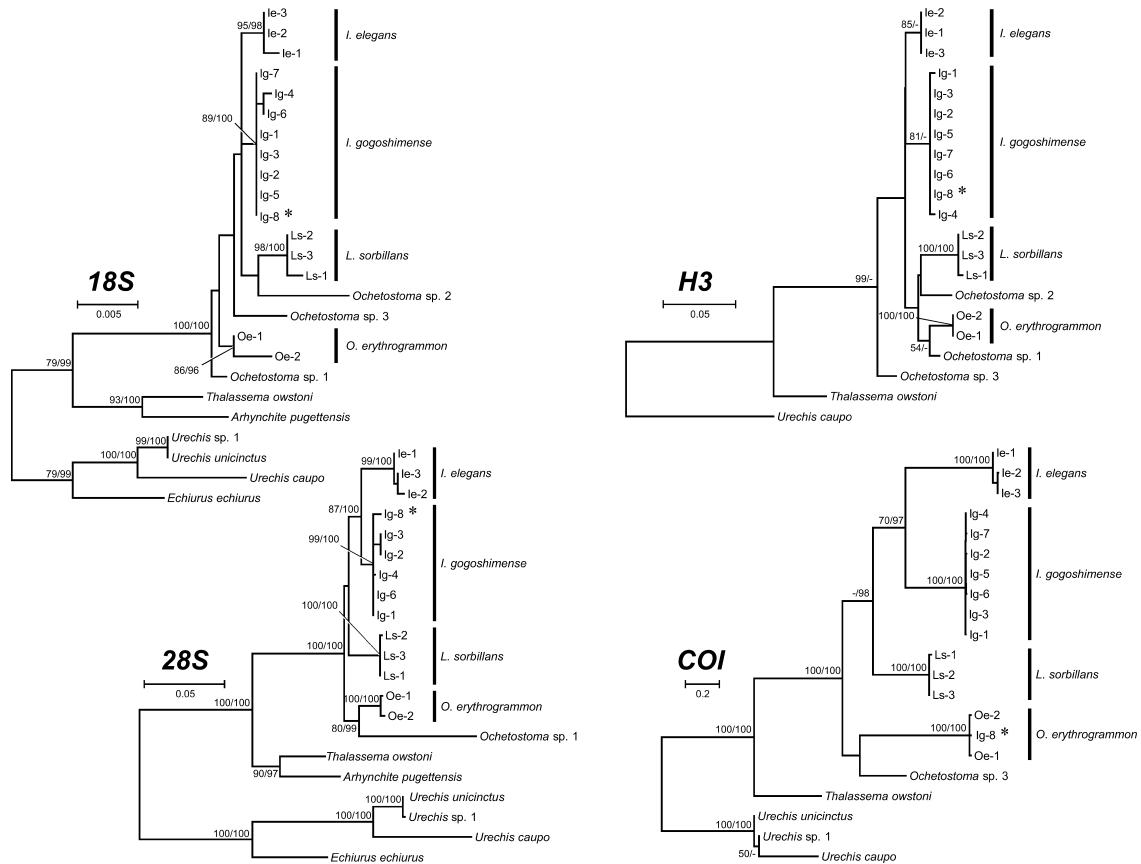 18S
0.005
95/98
Ie-3
Ie-2
Ie-1
I. elegans
89/100
Ig-7
Ig-4
Ig-6
Ig-1
Ig-3
Ig-2
Ig-5
Ig-8 *
I. gogoshimense
98/100
Ls-2
Ls-3
Ls-1
L. sorbillans
Ochetostoma sp. 2
Ochetostoma sp. 3
100/100
Oe-1
Oe-2
O. erythrogrammon
86/96
Ochetostoma sp. 1
79/99
93/100
Thalassema owstoni
Arhynchite pugettensis
99/100
Urechis sp. 1
Urechis unicinctus
100/100
Urechis caupo
79/99
Echiurus echiurus
H3
0.05
85/-
Ie-2
Ie-1
Ie-3
I. elegans
81/-
Ig-1
Ig-3
Ig-2
Ig-5
Ig-7
Ig-6
Ig-8 *
Ig-4
I. gogoshimense
100/100
Ls-2
Ls-3
Ls-1
L. sorbillans
99/-
Ochetostoma sp. 2
100/100
Oe-2
Oe-1
O. erythrogrammon
54/-
Ochetostoma sp. 1
Ochetostoma sp. 3
Thalassema owstoni
Urechis caupo
28S
0.05
99/100
Ie-1
Ie-3
Ie-2
I. elegans
87/100
99/100
Ig-8 *
Ig-3
Ig-2
Ig-4
Ig-6
Ig-1
I. gogoshimense
100/100
Ls-2
Ls-3
Ls-1
L. sorbillans
100/100
100/100
Oe-1
Oe-2
O. erythrogrammon
80/99
Ochetostoma sp. 1
100/100
Thalassema owstoni
90/97
Arhynchite pugettensis
100/100
Urechis unicinctus
Urechis sp. 1
100/100
Urechis caupo
Echiurus echiurus
COI
0.2
100/100
Ie-1
Ie-2
Ie-3
I. elegans
70/97
100/100
Ig-4
Ig-7
Ig-2
Ig-5
Ig-6
Ig-3
Ig-1
I. gogoshimense
-/98
100/100
Ls-1
Ls-2
Ls-3
L. sorbillans
100/100
100/100
Oe-2
Ig-8 *
Oe-1
O. erythrogrammon
Ochetostoma sp. 3
100/100
Thalassema owstoni
100/100
Urechis unicinctus
Urechis sp. 1
50/-
Urechis caupo